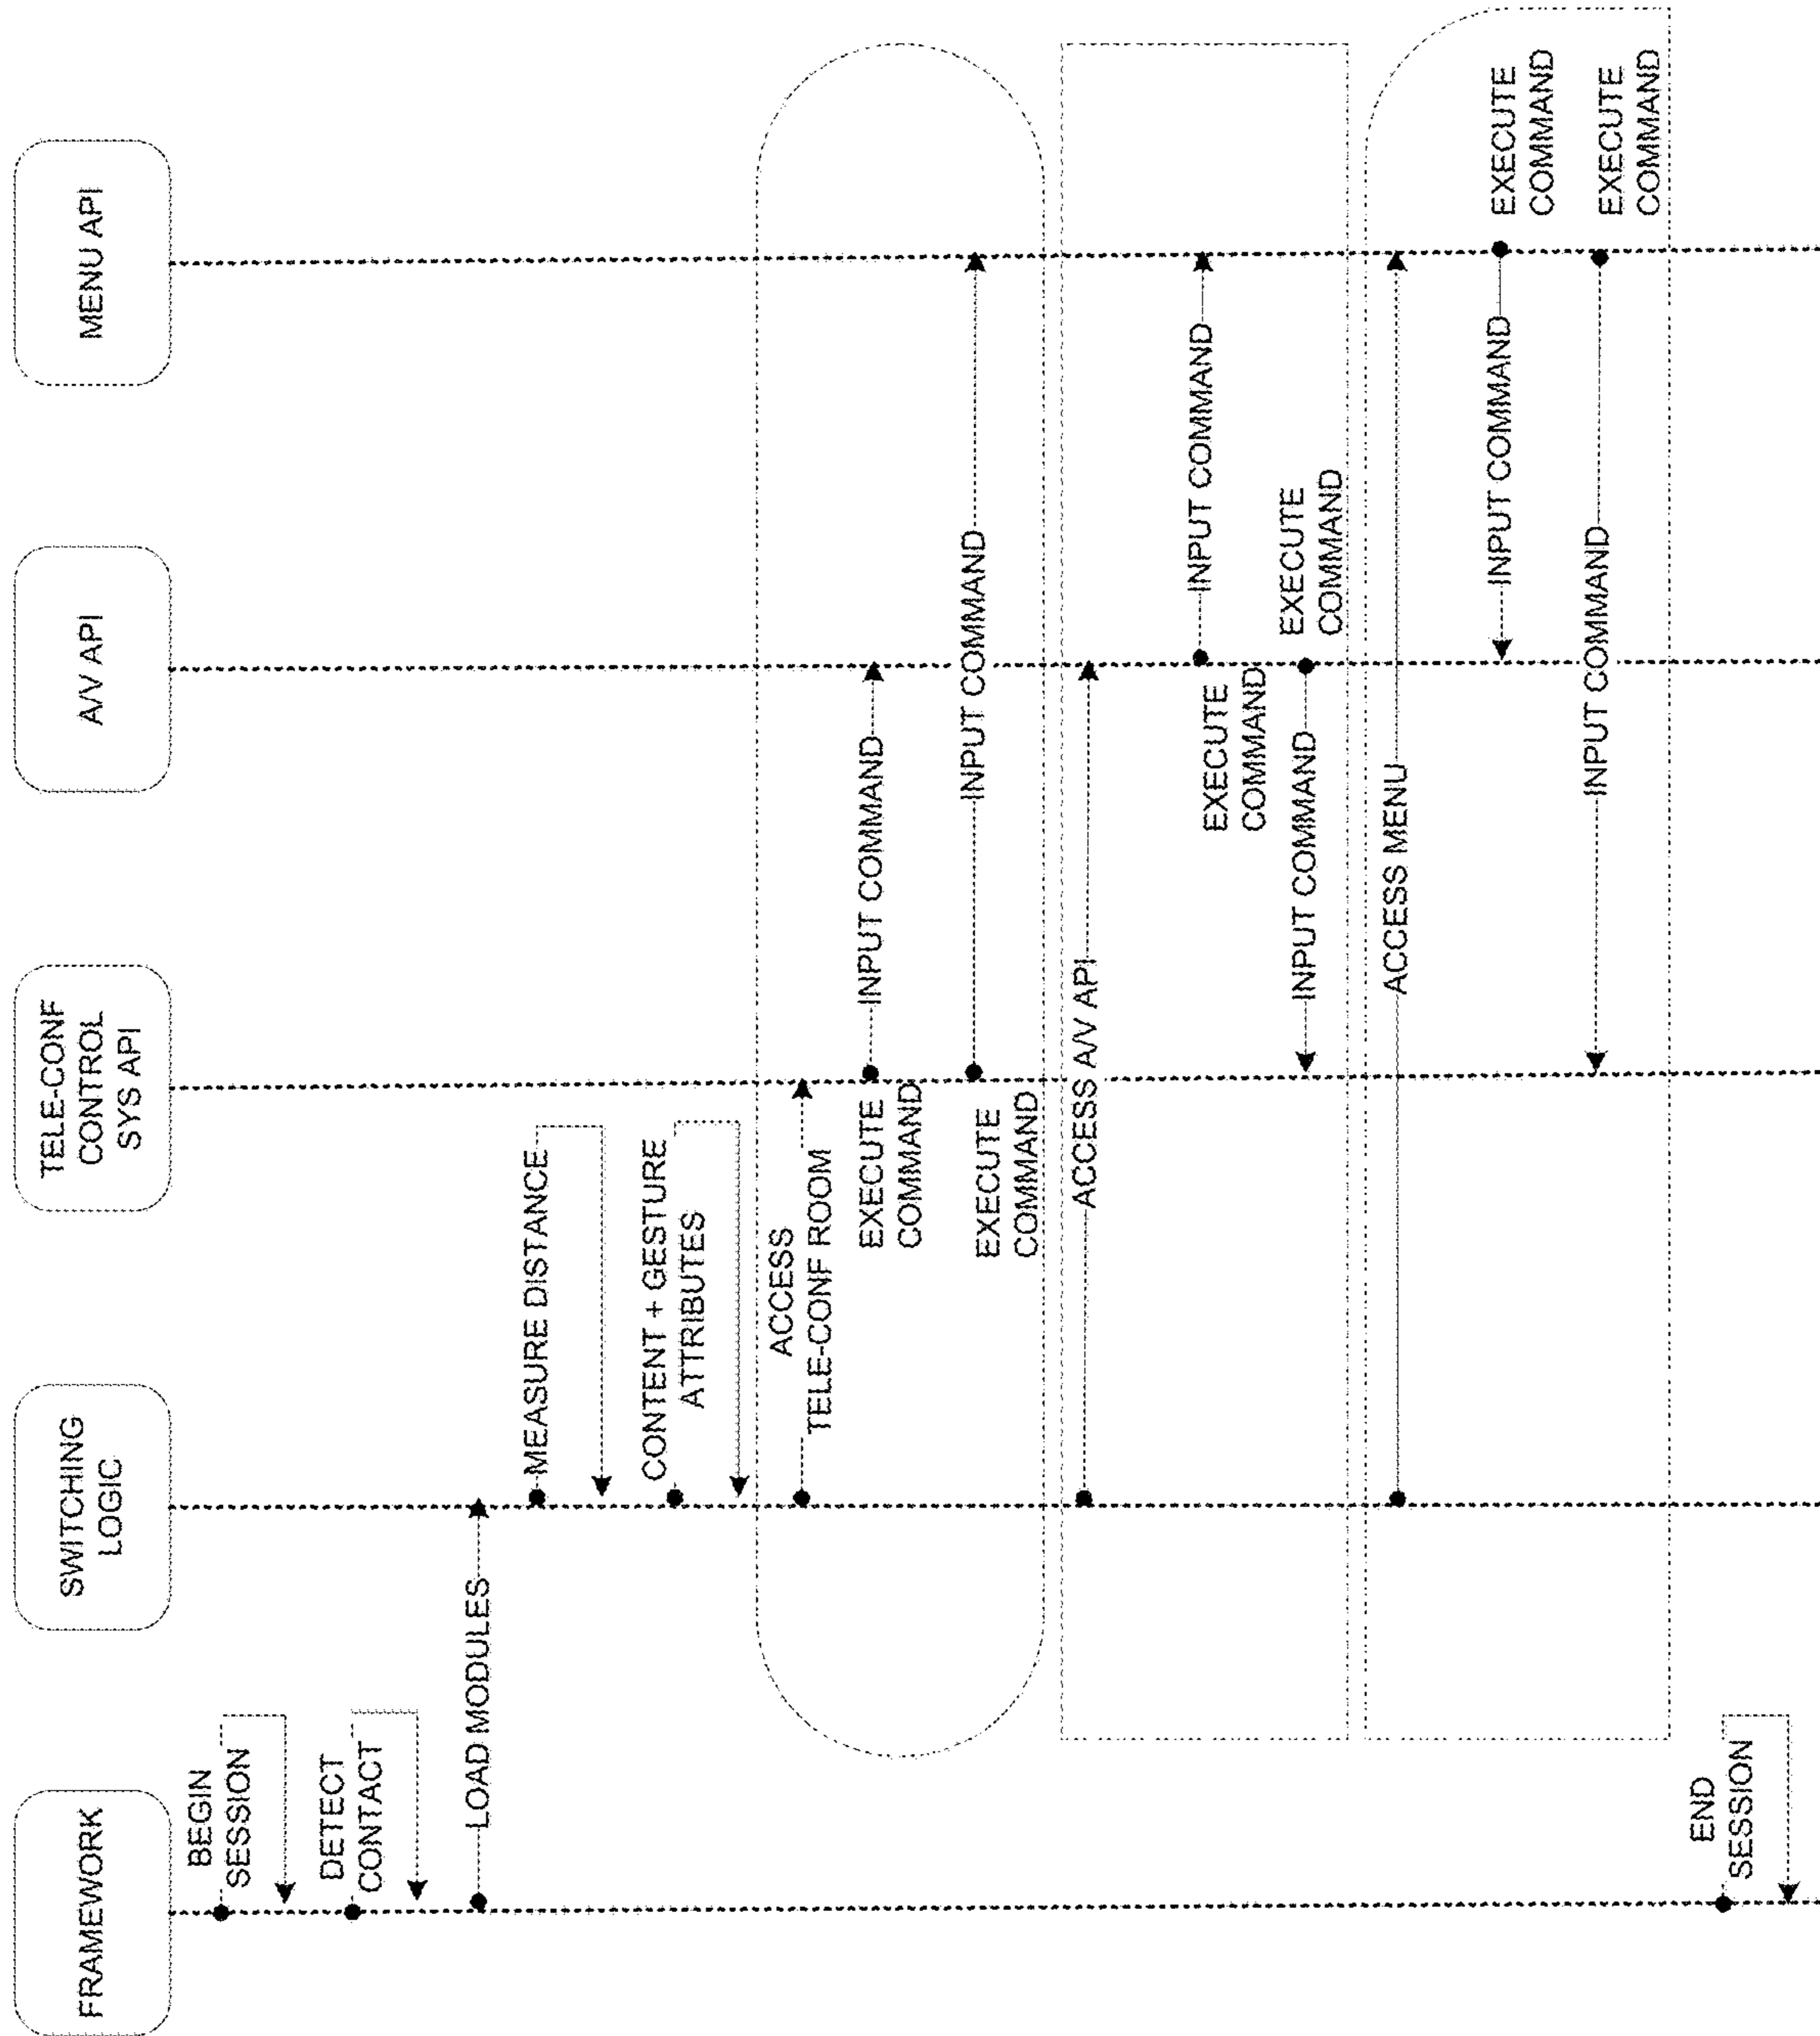 FRAMEWORK
SWITCHING
LOGIC
TELE-CONF
CONTROL
SYS API
A/V API
MENU API
BEGIN
SESSION
DETECT
CONTACT
LOAD MODULES
MEASURE DISTANCE
CONTENT + GESTURE
ATTRIBUTES
ACCESS
TELE-CONF ROOM
EXECUTE
COMMAND
INPUT COMMAND
EXECUTE
COMMAND
INPUT COMMAND
ACCESS A/V API
EXECUTE
COMMAND
INPUT COMMAND
INPUT COMMAND
EXECUTE
COMMAND
ACCESS MENU
INPUT COMMAND
EXECUTE
COMMAND
INPUT COMMAND
EXECUTE
COMMAND
END
SESSION